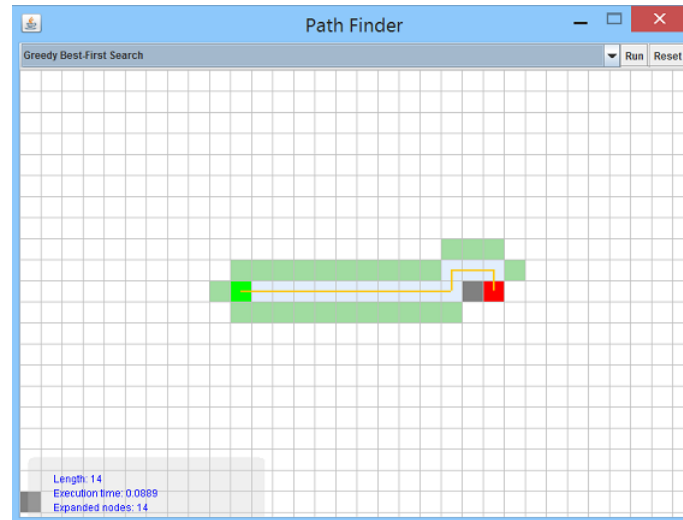 Path Finder
Greedy Best-First Search
Run
Reset
Length: 14
Execution time: 0.0889
Expanded nodes: 14